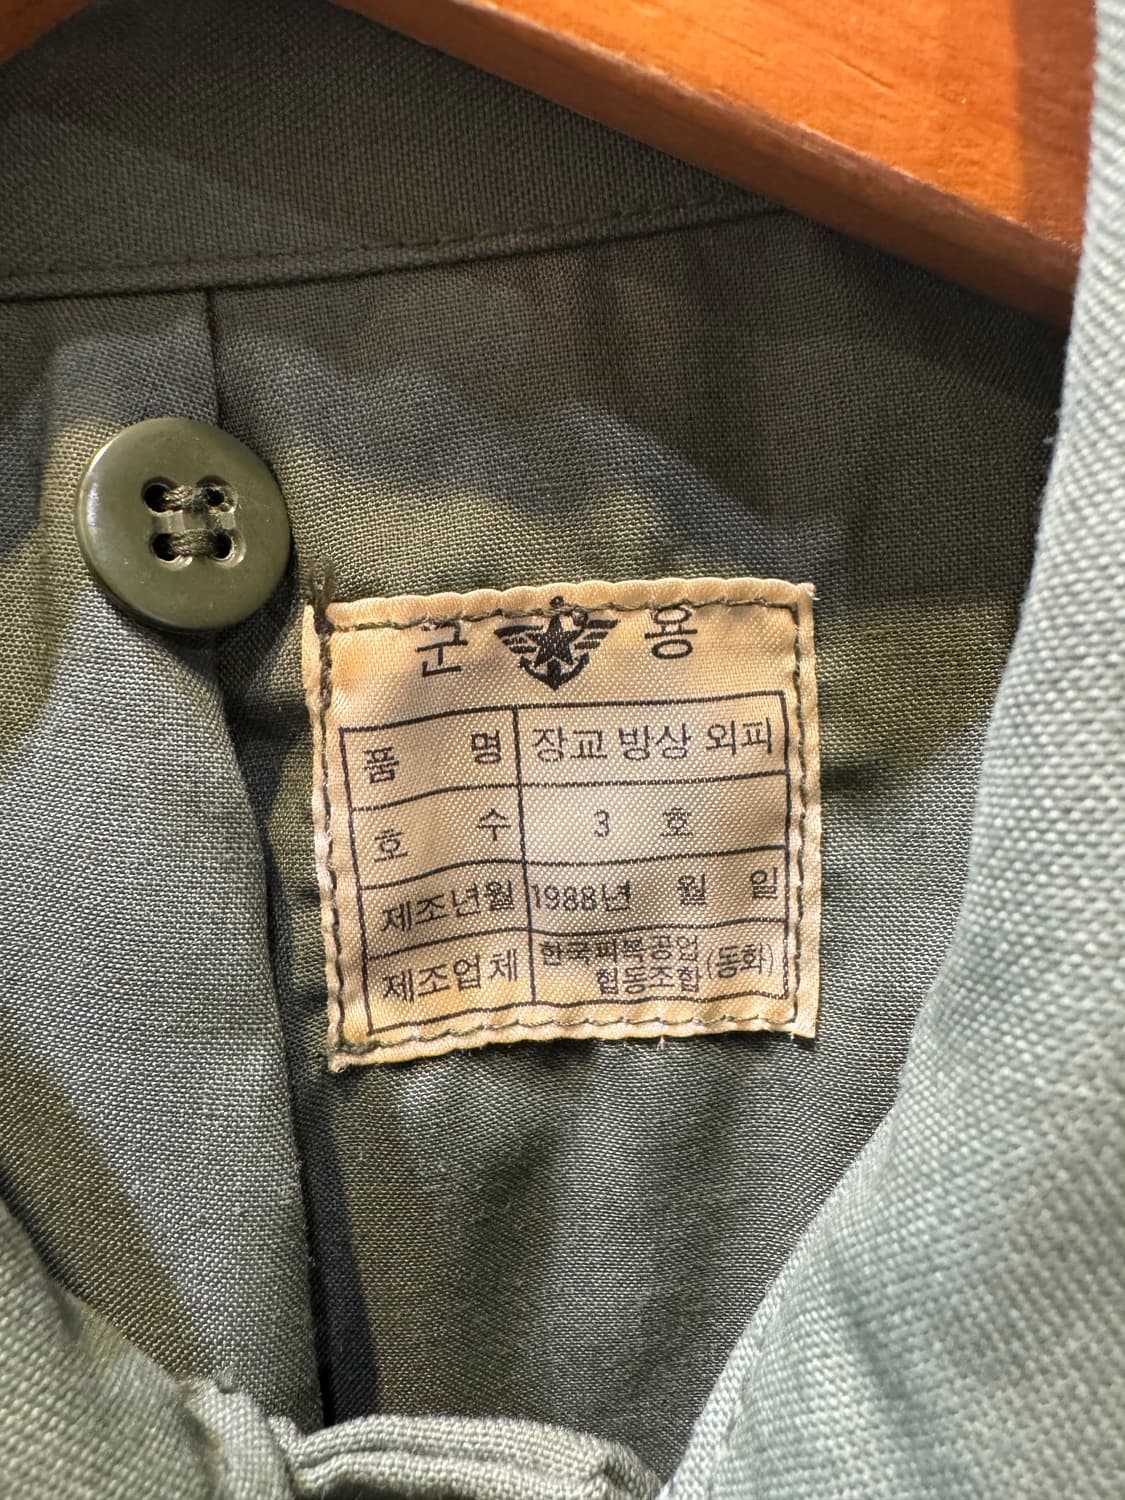 군 용
품 명 장교 방상 외피
호 수 3 호
제조년월 1988년 월 일
제조업체 한국피복공업
협동조합 (동화)